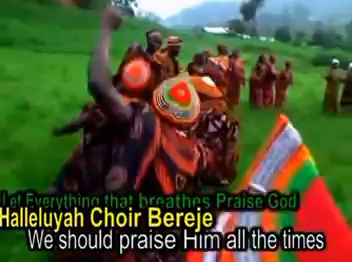 Let Everything that breathes Praise God
Halleluyah Choir Bereje
We should praise Him all the times